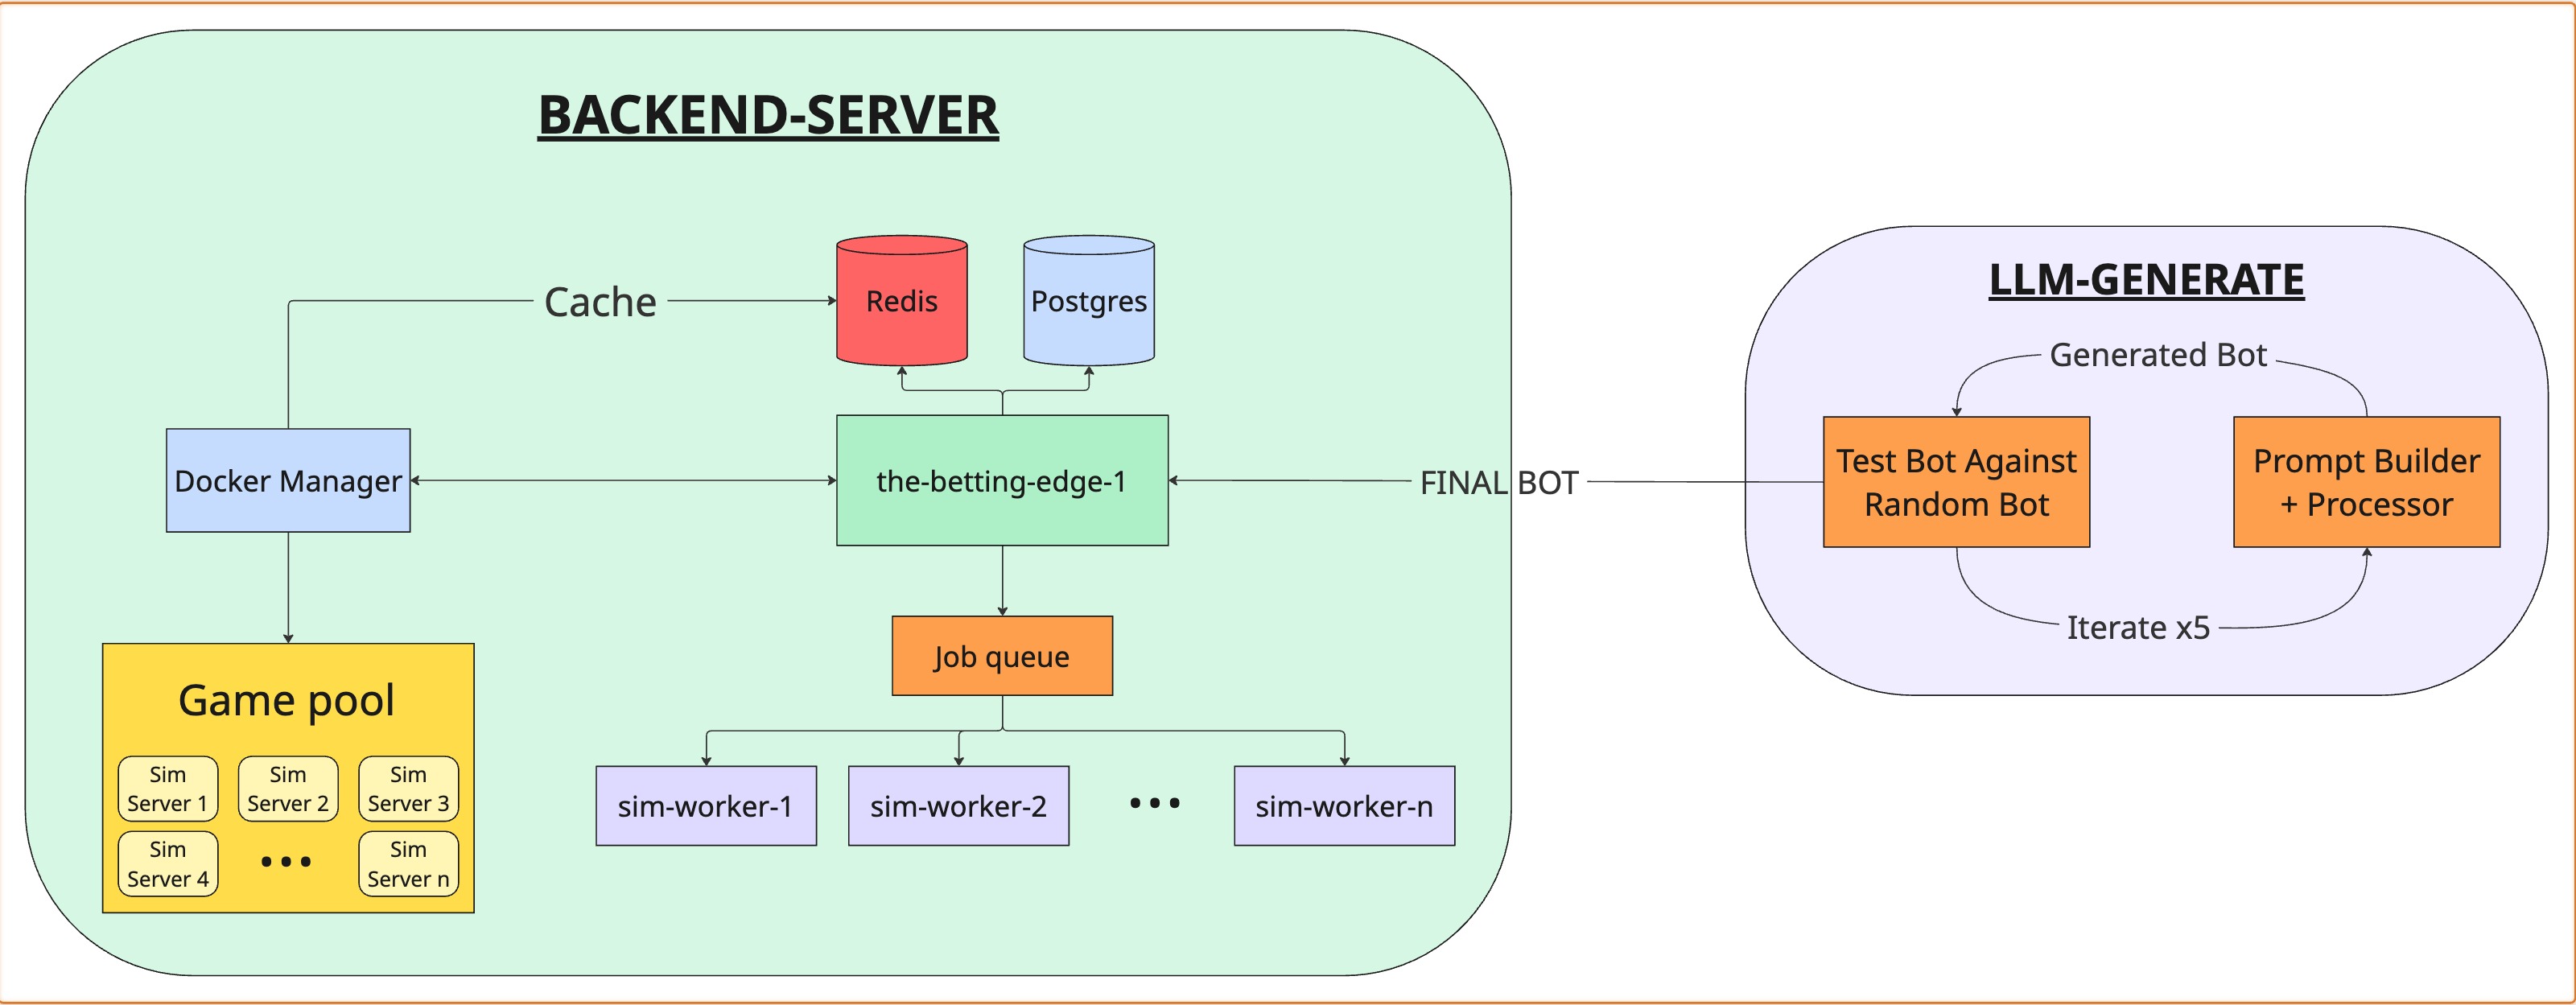 BACKEND-SERVER
Cache
Redis
Postgres
Docker Manager
the-betting-edge-1
FINAL BOT
Job queue
Game pool
Sim
Server 1
Sim
Server 2
Sim
Server 3
Sim
Server 4
•••
Sim
Server n
sim-worker-1
sim-worker-2
•••
sim-worker-n
LLM-GENERATE
Generated Bot
Test Bot Against
Random Bot
Prompt Builder
+ Processor
Iterate x5